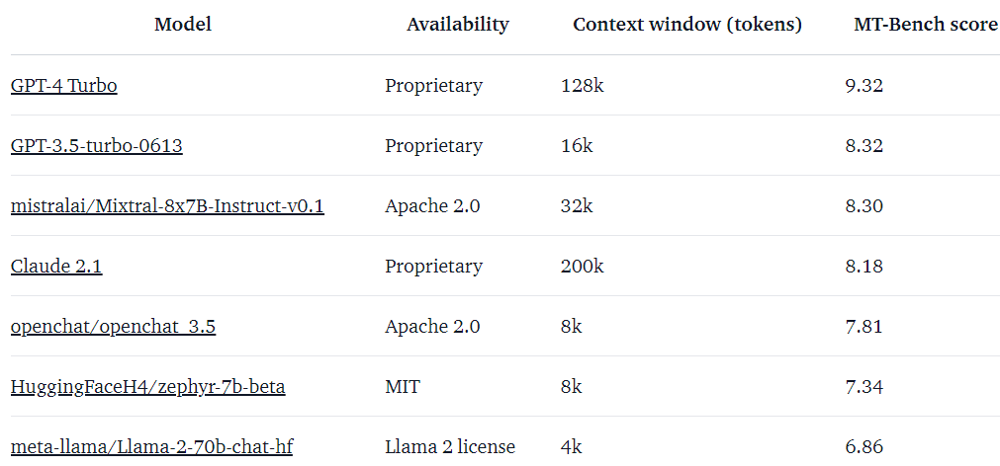 Model Availability Context window (tokens) MT-Bench score
GPT-4 Turbo Proprietary 128k 9.32
GPT-3.5-turbo-0613 Proprietary 16k 8.32
mistralai/Mixtral-8x7B-Instruct-v0.1 Apache 2.0 32k 8.30
Claude 2.1 Proprietary 200k 8.18
openchat/openchat_3.5 Apache 2.0 8k 7.81
HuggingFaceH4/zephyr-7b-beta MIT 8k 7.34
meta-llama/Llama-2-70b-chat-hf Llama 2 license 4k 6.86